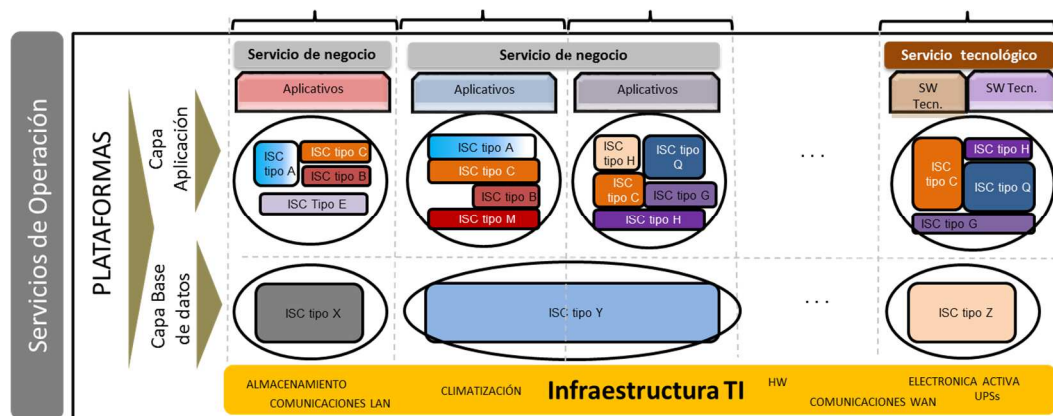 Servicios de Operación
PLATAFORMAS
Capa
Aplicación
Capa Base
de datos
Servicio de negocio
Servicio de negocio
Servicio tecnológico
Aplicativos
Aplicativos
Aplicativos
SW
Tecn.
SW Tecn.
ISC
tipo A
ISC tipo C
ISC tipo B
ISC Tipo E
ISC tipo A
ISC tipo C
ISC tipo B
ISC tipo M
ISC
tipo H
ISC tipo
Q
ISC
tipo C
ISC tipo G
ISC tipo H
. . .
ISC
tipo C
ISC tipo H
ISC tipo Q
ISC tipo G
ISC tipo X
ISC tipo Y
. . .
ISC tipo Z
ALMACENAMIENTO
COMUNICACIONES LAN
CLIMATIZACIÓN
Infraestructura TI
HW
COMUNICACIONES WAN
ELECTRONICA ACTIVA
UPSs